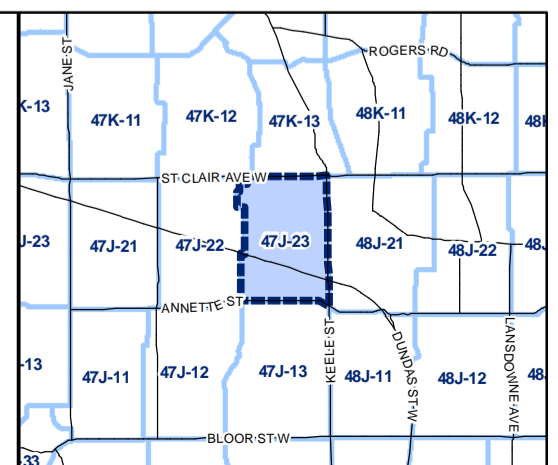 JANE ST
ROGERS RD
K-13
47K-11
47K-12
47K-13
48K-11
48K-12
48
ST CLAIR AVE W
J-23
47J-21
47J-22
47J-23
48J-21
48J-22
ANNETTE ST
-13
47J-11
47J-12
47J-13
KEELE ST
48J-11
DUNDAS ST W
48J-12
LANSDOWNE AVE
48
BLOOR ST W
33